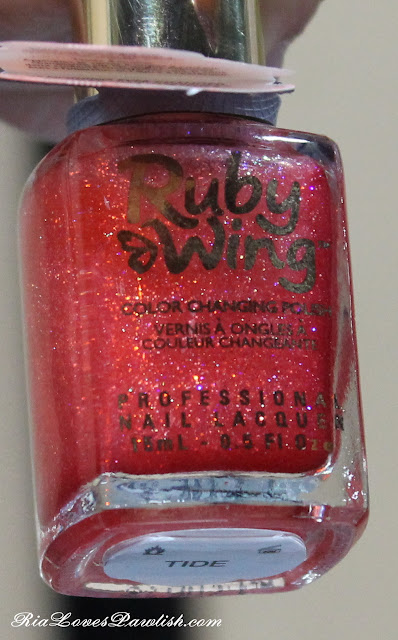 Ruby
Wing™
COLOR CHANGING POLISH
VERNIS À ONGLES À
COULEUR CHANGEANTE
PROFESSIONAL
NAIL LACQUER
15mL - 0.5 Fl Oz
TIDE
RiaLovesPawlish.com